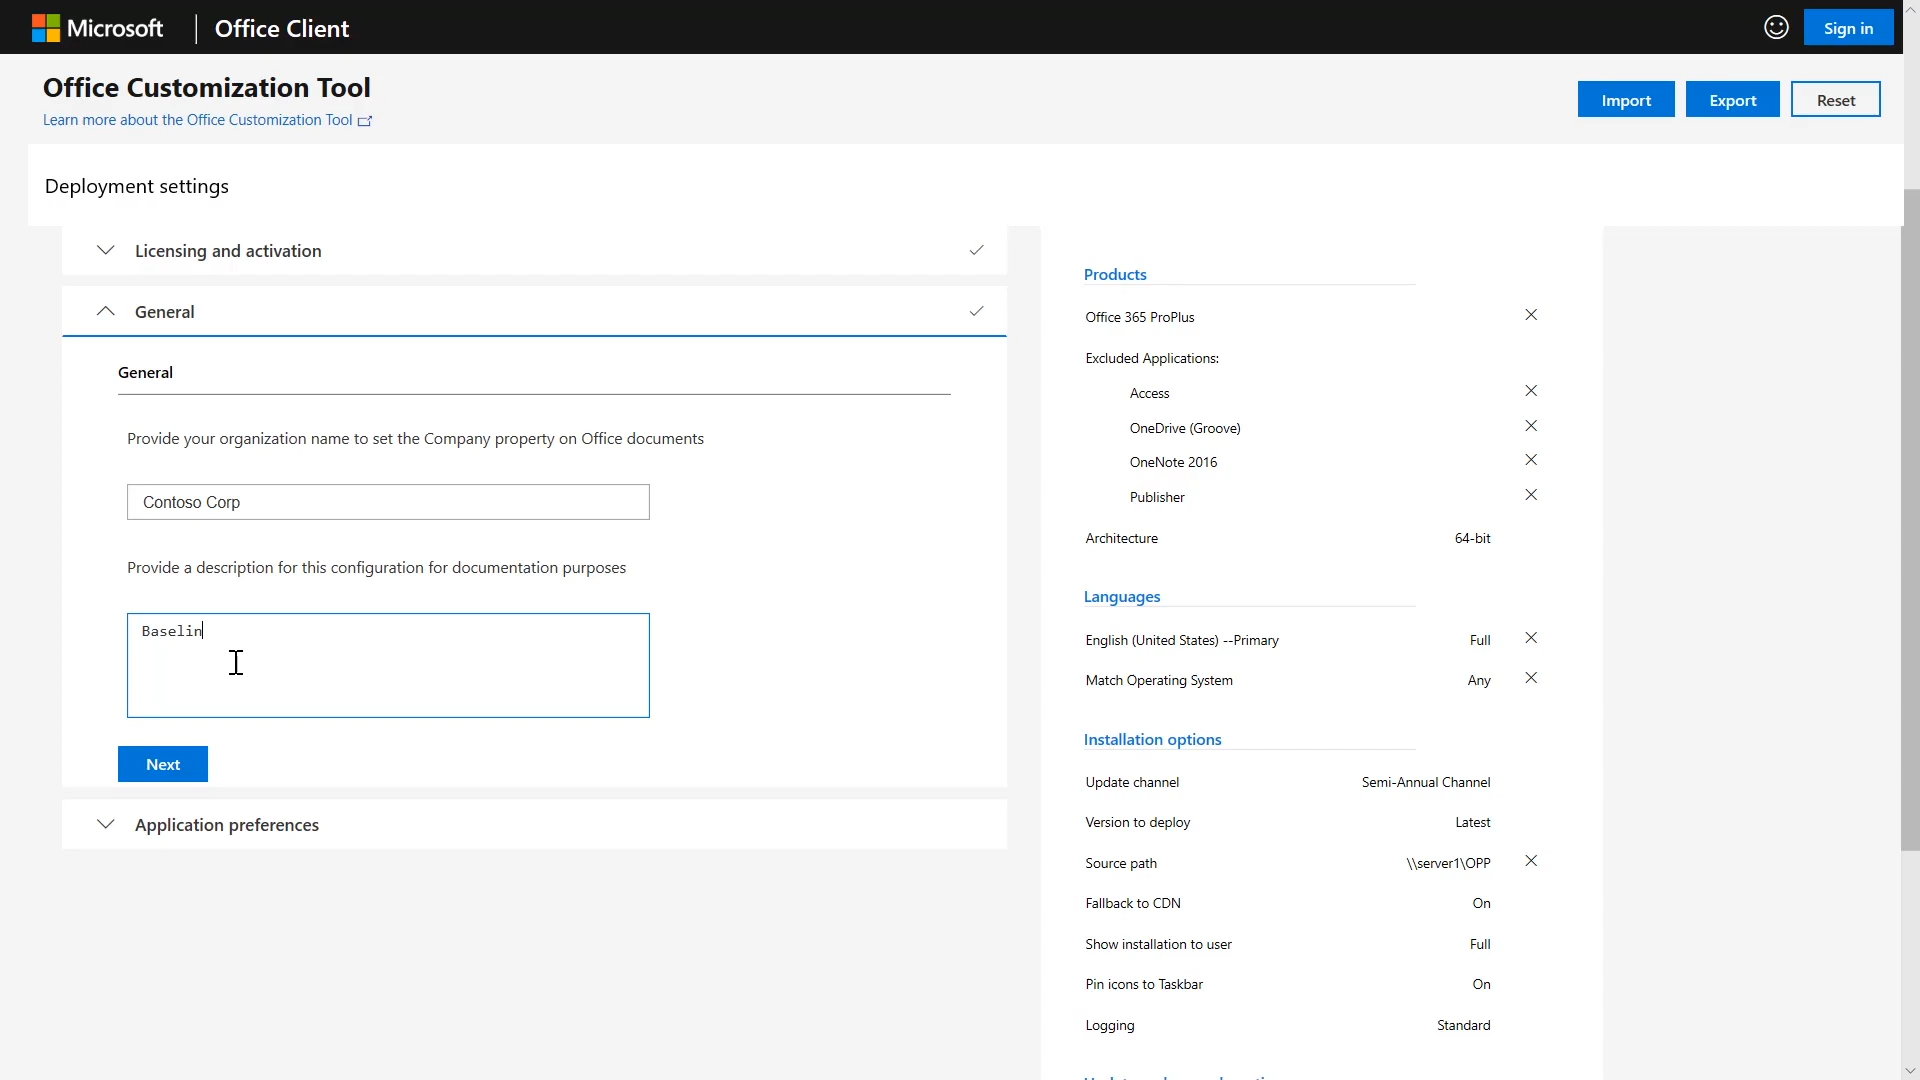 Microsoft Office Client
Sign in
Office Customization Tool
Learn more about the Office Customization Tool
Import Export Reset
Deployment settings
Licensing and activation
General
General
Provide your organization name to set the Company property on Office documents
Contoso Corp
Provide a description for this configuration for documentation purposes
Baselin
Next
Application preferences
Products
Office 365 ProPlus
Excluded Applications:
Access
OneDrive (Groove)
OneNote 2016
Publisher
Architecture 64-bit
Languages
English (United States) --Primary Full
Match Operating System Any
Installation options
Update channel Semi-Annual Channel
Version to deploy Latest
Source path \\server1\OPP
Fallback to CDN On
Show installation to user Full
Pin icons to Taskbar On
Logging Standard